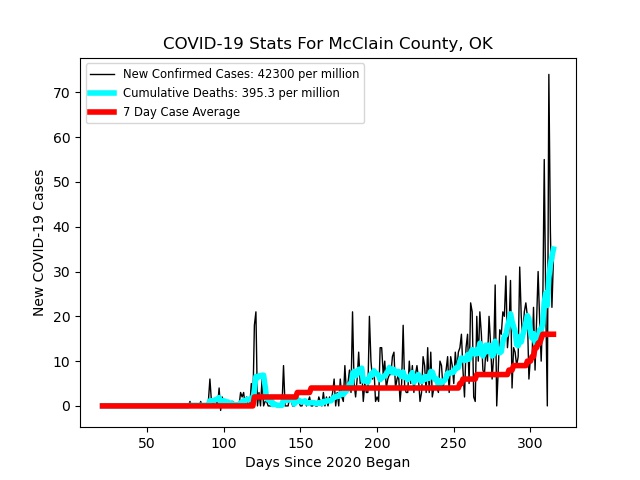 COVID-19 Stats For McClain County, OK
New Confirmed Cases: 42300 per million
Cumulative Deaths: 395.3 per million
7 Day Case Average
70
60
50
40
30
20
10
0
New COVID-19 Cases
50 100 150 200 250 300
Days Since 2020 Began